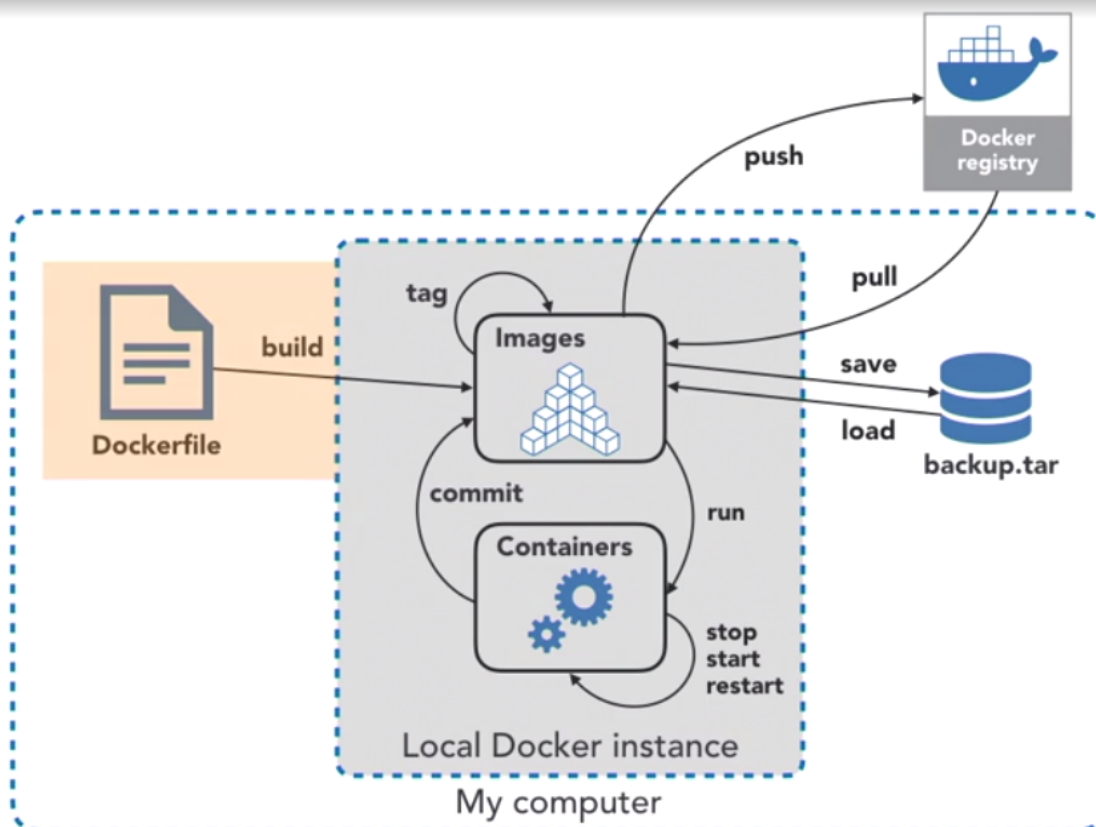 Docker
registry
push
pull
tag
Images
build
save
load
Dockerfile
backup.tar
commit
run
Containers
stop
start
restart
Local Docker instance
My computer